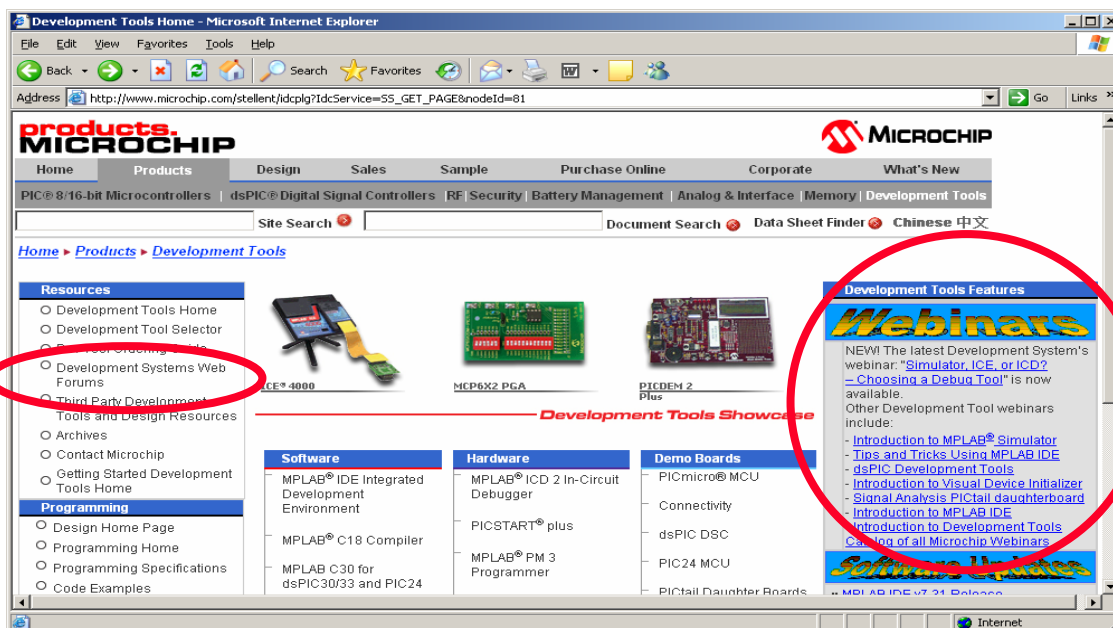 Development Tools Home - Microsoft Internet Explorer
File Edit View Favorites Tools Help
Back Search Favorites
Address http://www.microchip.com/stellent/idcplg?IdcService=SS_GET_PAGE&nodeId=81 Go Links »
products.
MICROCHIP
MICROCHIP
Home Products Design Sales Sample Purchase Online Corporate What's New
PIC® 8/16-bit Microcontrollers | dsPIC® Digital Signal Controllers |RF|Security|Battery Management | Analog & Interface |Memory|Development Tools
Site Search Document Search Data Sheet Finder Chinese 中文
Home ▸ Products ▸ Development Tools
Resources
Development Tools Home
Development Tool Selector
Ordering Guide
Development Systems Web
Forums
Third Party Development
Tools and Design Resources
Archives
Contact Microchip
Getting Started Development
Tools Home
Programming
Design Home Page
Programming Home
Programming Specifications
Code Examples
ICE® 4000
MCP6X2 PGA
PICDEM 2
Plus
Development Tools Showcase
Software
MPLAB® IDE Integrated
Development
Environment
MPLAB® C18 Compiler
MPLAB C30 for
dsPIC30/33 and PIC24
Hardware
MPLAB® ICD 2 In-Circuit
Debugger
PICSTART® plus
MPLAB® PM 3
Programmer
Demo Boards
PICmicro® MCU
Connectivity
dsPIC DSC
PIC24 MCU
PICtail Daughter Boards
Development Tools Features
Webinars
NEW! The latest Development System's
webinar: "Simulator, ICE, or ICD?
– Choosing a Debug Tool" is now
available.
Other Development Tool webinars
include:
- Introduction to MPLAB® Simulator
- Tips and Tricks Using MPLAB IDE
- dsPIC Development Tools
- Introduction to Visual Device Initializer
- Signal Analysis PICtail daughterboard
- Introduction to MPLAB IDE
- Introduction to Development Tools
Catalog of all Microchip Webinars
Software Updates
» MPLAB IDE v7.31 Release
Internet